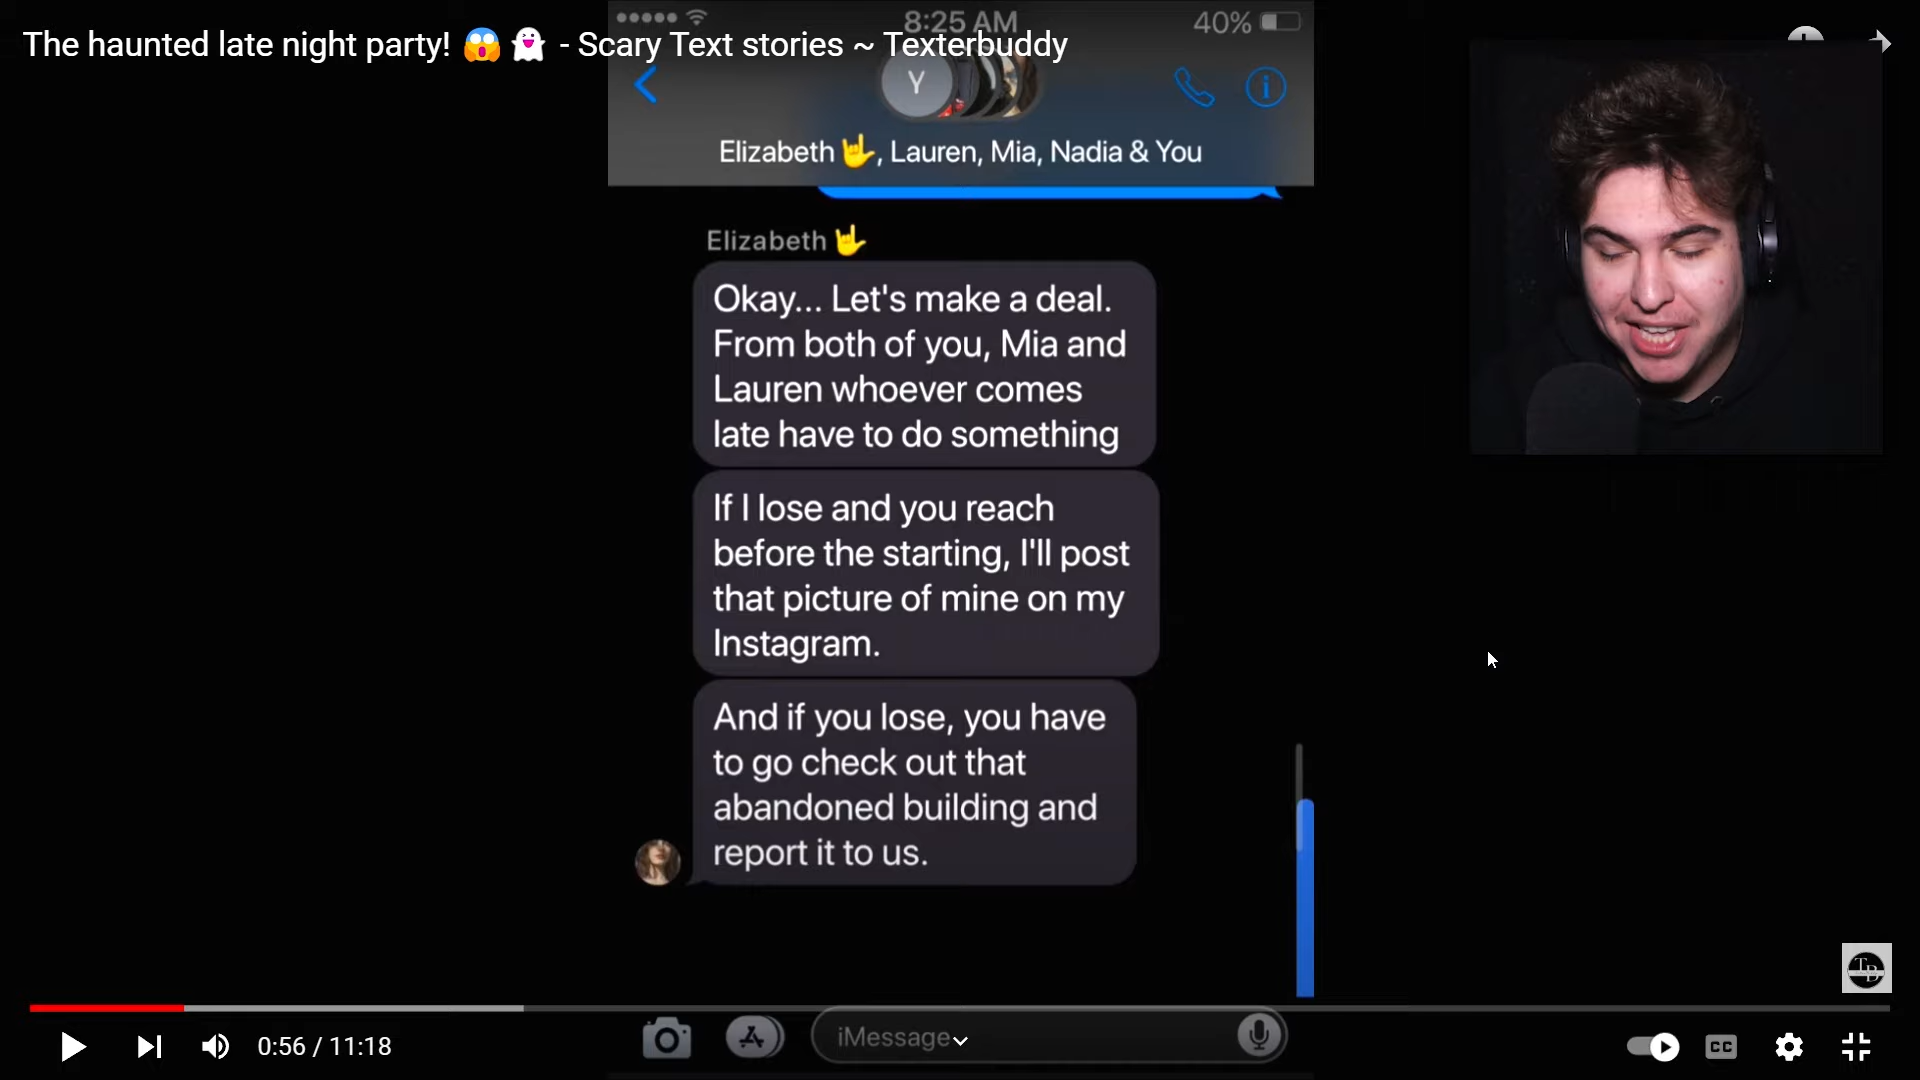 8:25 AM
40%
The haunted late night party! 😱👻 - Scary Text stories ~ Texterbuddy
Y
Elizabeth🤟, Lauren, Mia, Nadia & You
Elizabeth🤟
Okay... Let's make a deal.
From both of you, Mia and
Lauren whoever comes
late have to do something
If I lose and you reach
before the starting, I'll post
that picture of mine on my
Instagram.
And if you lose, you have
to go check out that
abandoned building and
report it to us.
TB
iMessage
0:56 / 11:18
CC